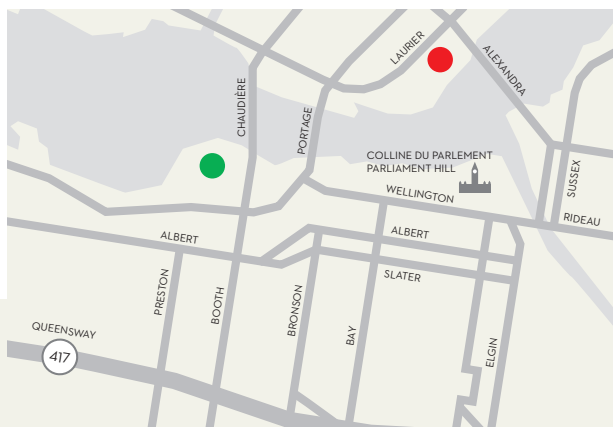 LAURIER
ALEXANDRA
CHAUDIÈRE
PORTAGE
COLLINE DU PARLEMENT
PARLIAMENT HILL
WELLINGTON
SUSSEX
RIDEAU
ALBERT
ALBERT
SLATER
PRESTON
BOOTH
BRONSON
BAY
ELGIN
QUEENSWAY
417